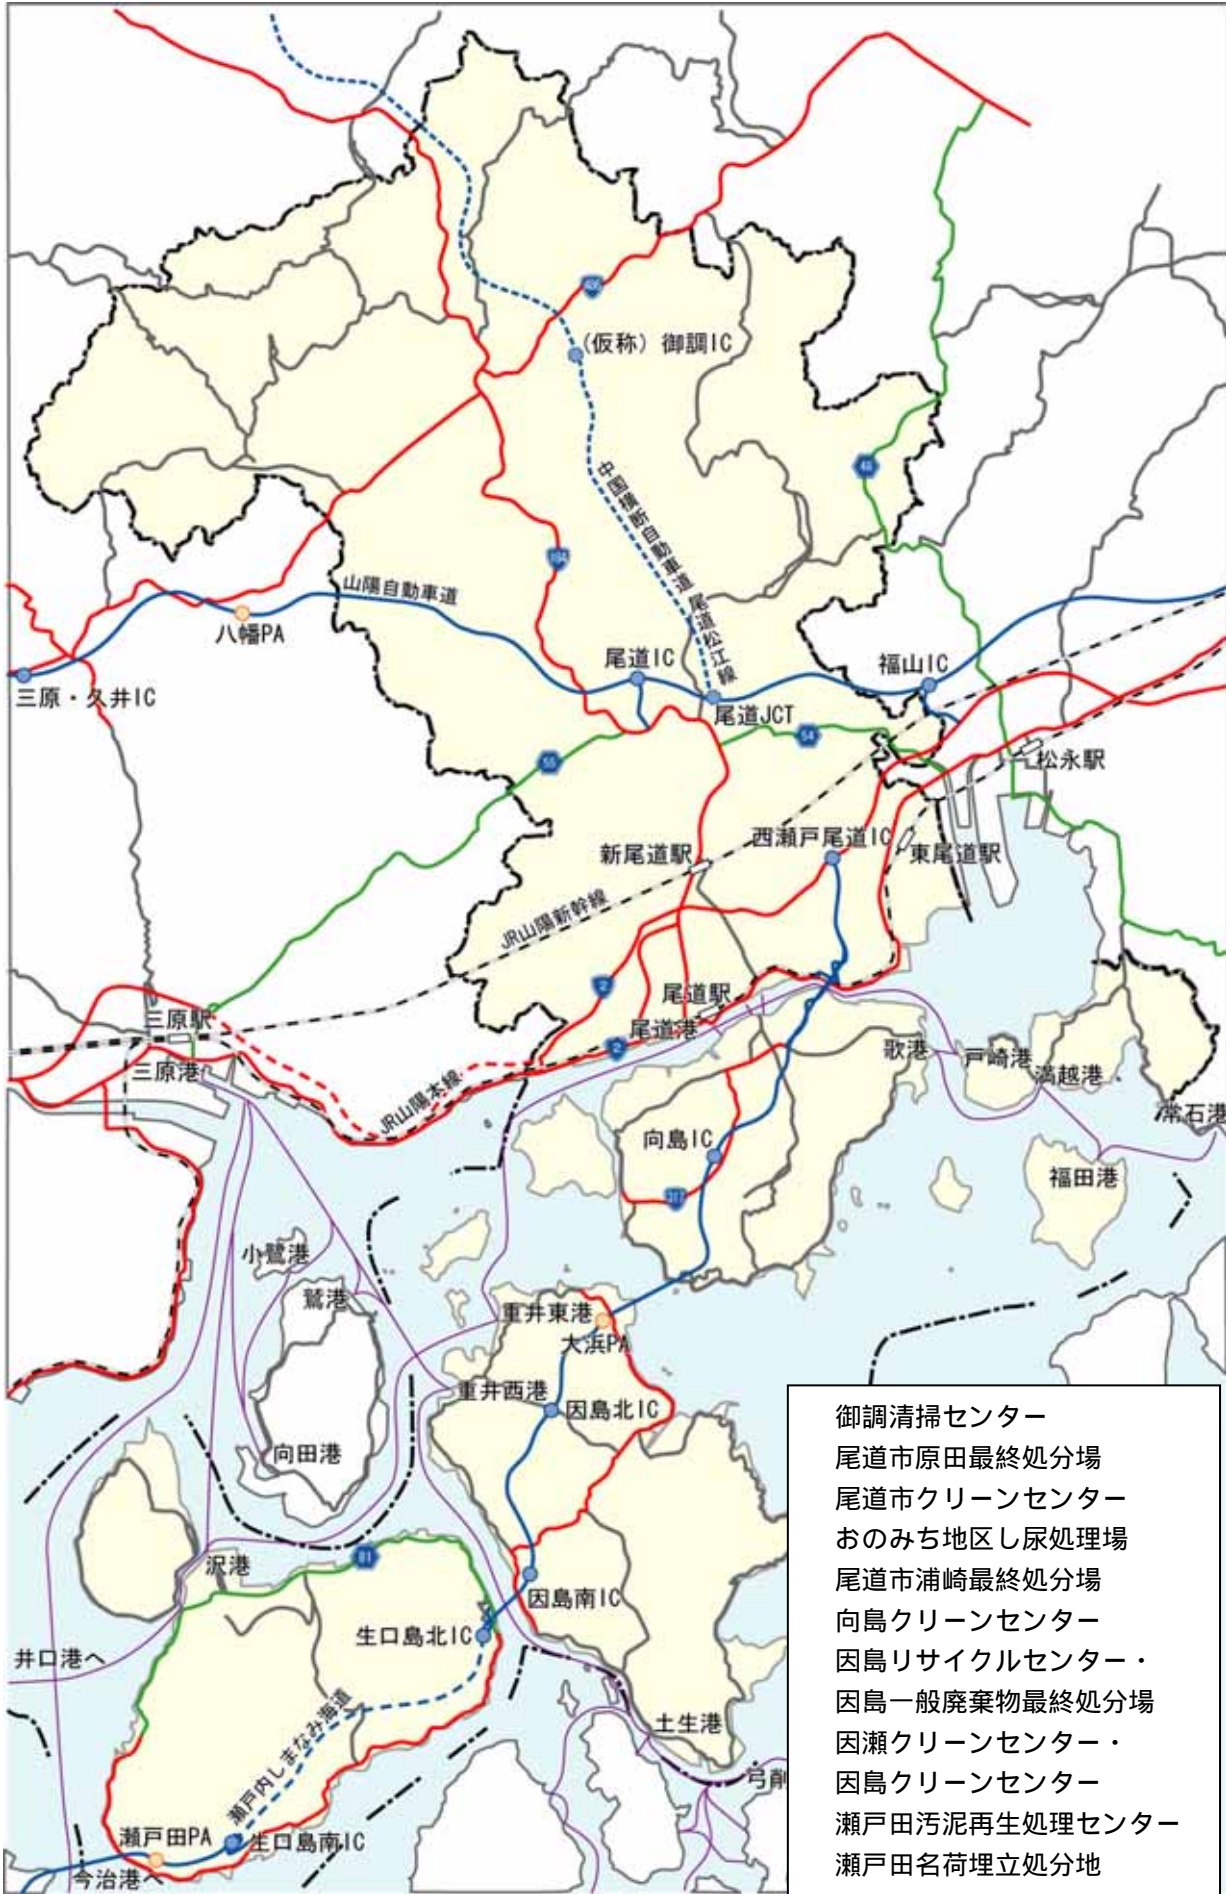 486
(仮称) 御調IC
48
中国横断自動車道 尾道松江線
184
山陽自動車道
八幡PA
尾道IC
福山IC
三原・久井IC
尾道JCT
54
55
松永駅
西瀬戸尾道IC
新尾道駅
東尾道駅
JR山陽新幹線
2
尾道駅
三原駅
尾道港
2
歌港
戸崎港
三原港
満越港
JR山陽本線
常石港
向島IC
福田港
317
小鷺港
鷲港
重井東港
大浜PA
重井西港
因島北IC
向田港
沢港
81
因島南IC
生口島北IC
井口港へ
瀬戸内しまなみ海道
土生港
弓削
瀬戸田PA
生口島南IC
今治港へ
御調清掃センター
尾道市原田最終処分場
尾道市クリーンセンター
おのみち地区し尿処理場
尾道市浦崎最終処分場
向島クリーンセンター
因島リサイクルセンター・
因島一般廃棄物最終処分場
因瀬クリーンセンター・
因島クリーンセンター
瀬戸田汚泥再生処理センター
瀬戸田名荷埋立処分地